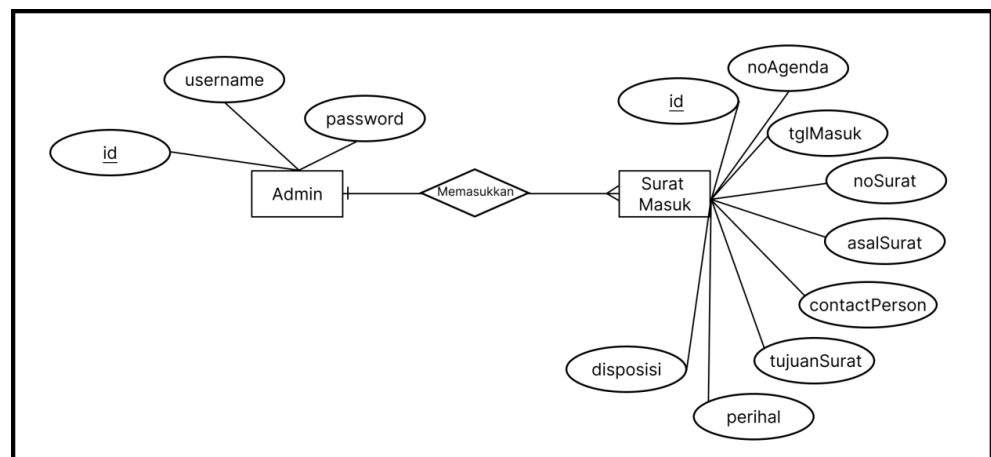 username
password
id
Admin
Memasukkan
Surat
Masuk
id
noAgenda
tglMasuk
noSurat
asalSurat
contactPerson
tujuanSurat
perihal
disposisi